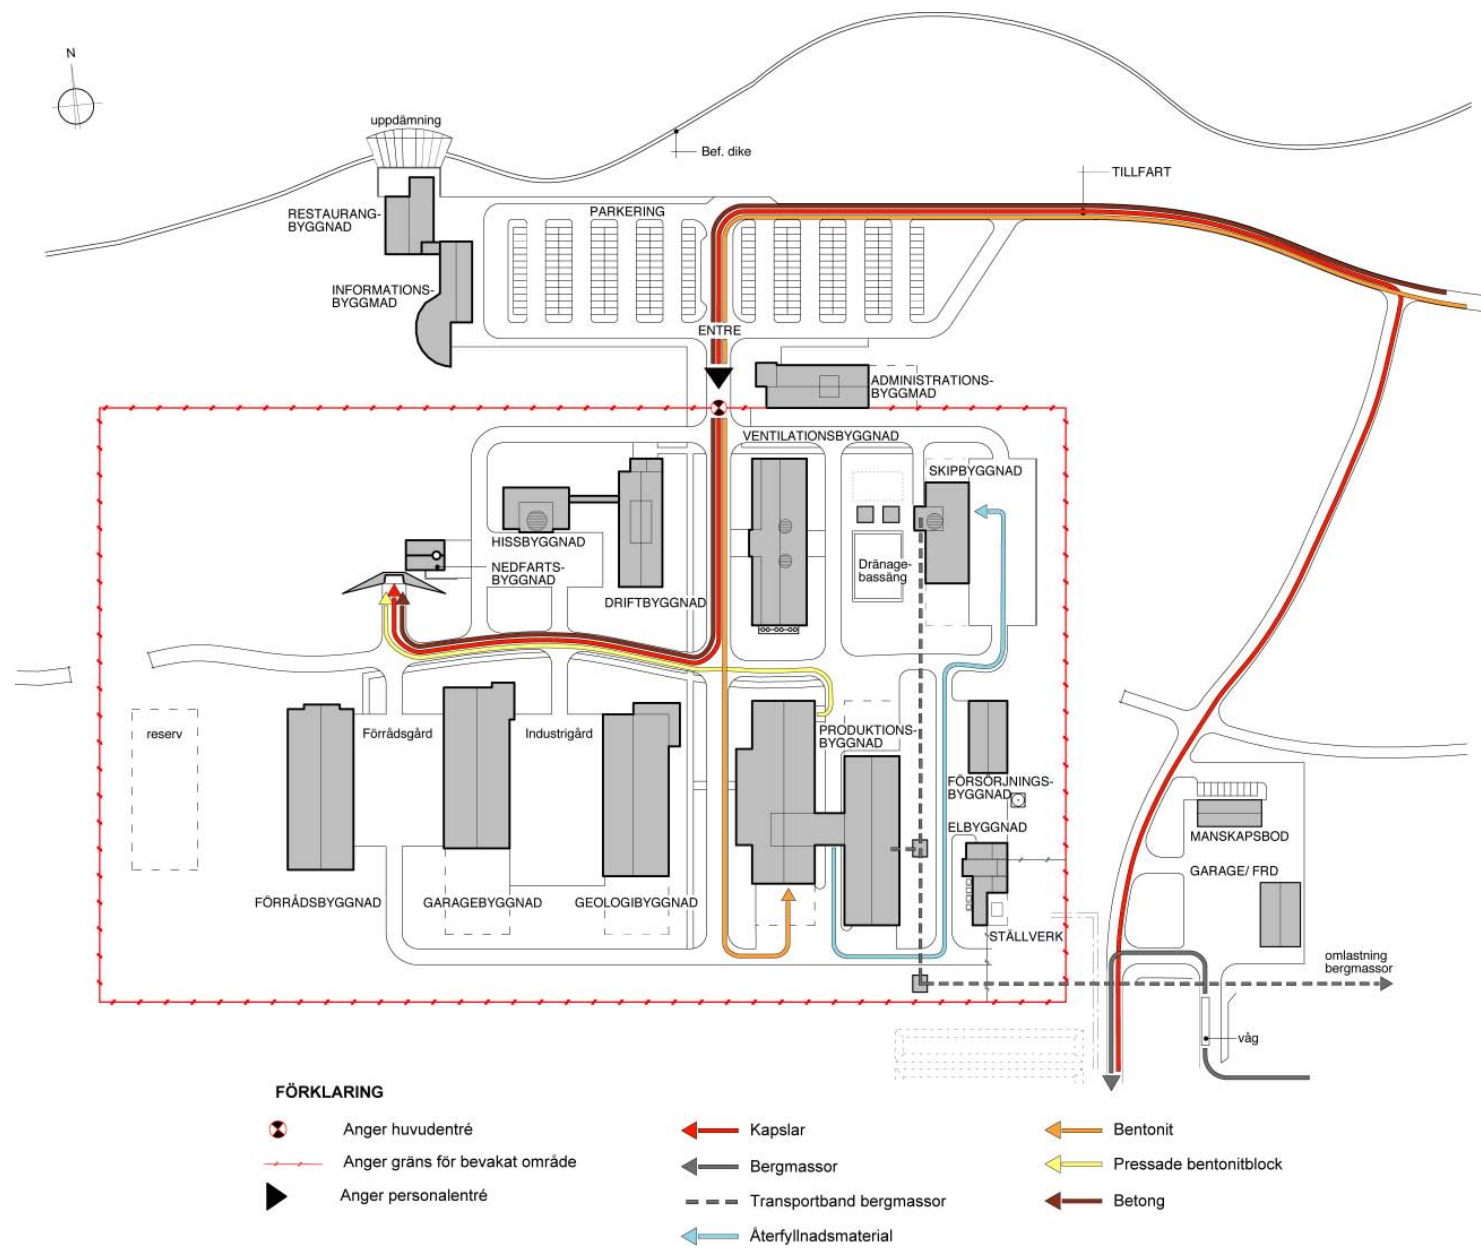 N
uppdämning
Bef. dike
TILLFART
RESTAURANG-
BYGGNAD
PARKERING
INFORMATIONS-
BYGGMAD
ENTRE
ADMINISTRATIONS-
BYGGMAD
VENTILATIONSBYGGNAD
SKIPBYGGNAD
HISSBYGGNAD
NEDFARTS-
BYGGNAD
DRIFTBYGGNAD
Dränage-
bassäng
reserv
Förrådsgård
Industrigård
PRODUKTIONS-
BYGGNAD
FÖRSÖRJNINGS-
BYGGNAD
ELBYGGNAD
MANSKAPSBOD
GARAGE/ FRD
FÖRRÅDSBYGGNAD
GARAGEBYGGNAD
GEOLOGIBYGGNAD
STÄLLVERK
omlastning
bergmassor
våg
FÖRKLARING
Anger huvudentré
Anger gräns för bevakat område
Anger personalentré
Kapslar
Bergmassor
Transportband bergmassor
Återfyllnadsmaterial
Bentonit
Pressade bentonitblock
Betong